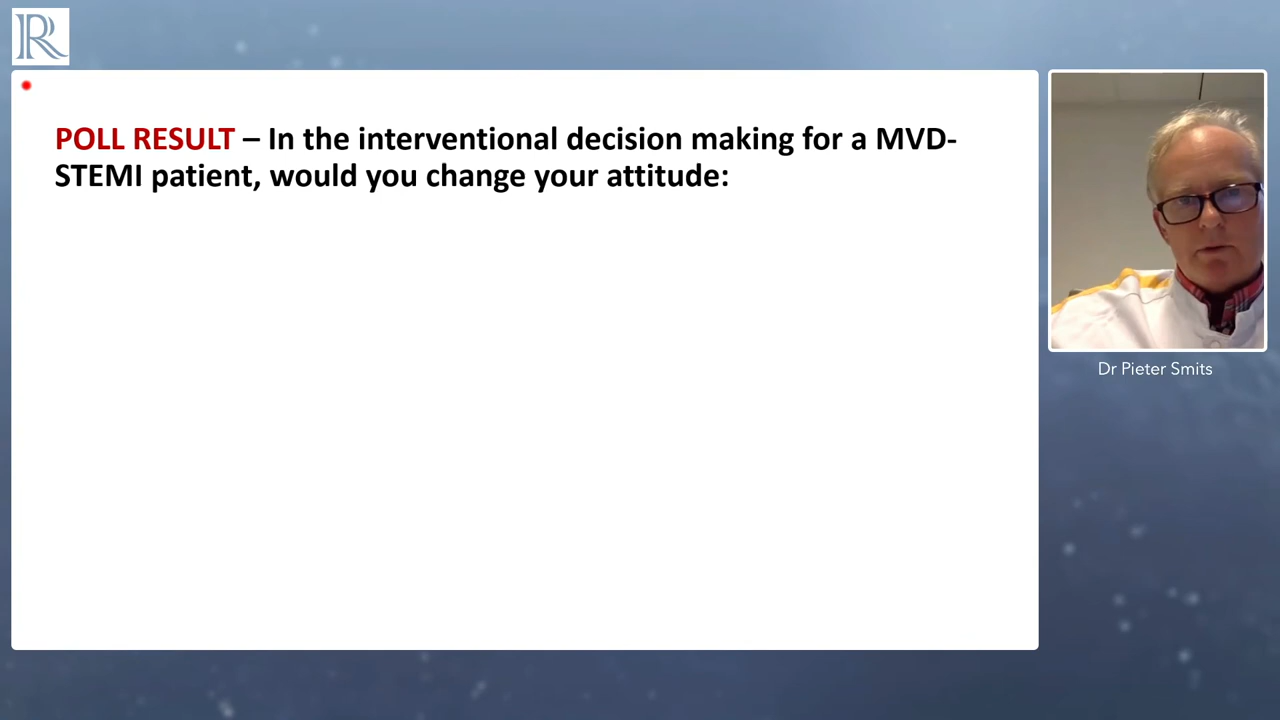 R
POLL RESULT – In the interventional decision making for a MVD-
STEMI patient, would you change your attitude:
Dr Pieter Smits